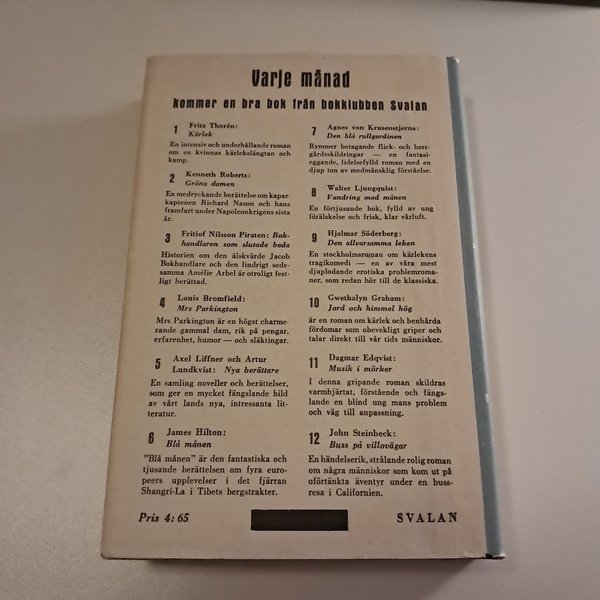 Varje månad
kommer en bra bok från bokklubben Svalan
1 Fritz Thorén:
Kärlek
En intensiv och underhållande roman
om en kvinnas kärlekslängtan och
kamp.
2 Kenneth Roberts:
Gröna damen
En medryckande berättelse om kapar-
kaptenen Richard Nason och hans
framfart under Napoleonkrigens sista
år.
3 Fritiof Nilsson Piraten: Bok-
handlaren som slutade bada
Historien om den älskvärde Jacob
Bokhandlare och den lindrigt sede-
samma Amélie Arbel är otroligt fest-
ligt berättad.
4 Louis Bromfield:
Mrs Parkington
Mrs Parkington är en högst charme-
rande gammal dam, rik på pengar,
erfarenhet, humor — och släktingar.
5 Axel Liffner och Artur
Lundkvist: Nya berättare
En samling noveller och berättelser,
som ger en mycket fängslande bild
av vårt lands nya, intressanta lit-
teratur.
6 James Hilton:
Blå månen
"Blå månen" är den fantastiska och
tjusande berättelsen om fyra euro-
peers upplevelser i det fjärran
Shangri-La i Tibets bergstrakter.
7 Agnes von Krusenstjerna:
Den blå rullgardinen
Rymmer betagande flick- och herr-
gårdsskildringar — en fantasi-
eggande, lidelsefylld roman med en
djup ton av medmänsklig förståelse.
8 Walter Ljungquist:
Vandring med månen
En förtjusande bok, fylld av ung
förälskelse och frisk, klar vårluft.
9 Hjalmar Söderberg:
Den allvarsamma leken
En stockholmsroman om kärlekens
tragikomedi — en av våra mest
djuplodande erotiska problemroma-
ner, som redan hör till de klassiska.
10 Gwethalyn Graham:
Jord och himmel hög
är en roman om kärlek och benhårda
fördomar som obevekligt griper och
talar direkt till vår tids människor.
11 Dagmar Edqvist:
Musik i mörker
I denna gripande roman skildras
varmhjärtat, förstående och fängs-
lande en blind ung mans problem
och väg till anpassning.
12 John Steinbeck:
Buss på villovägar
En händelserik, strålande rolig roman
om några människor som kom ut på
oförtänkta äventyr under en buss-
resa i Californien.
Pris 4:65
SVALAN